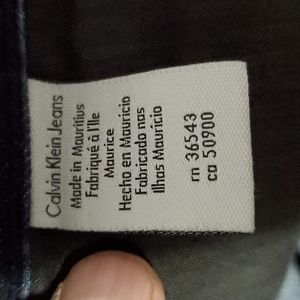 Calvin Klein Jeans
Made in Mauritius
Fabriqué à l'Ile
Maurice
Hecho en Mauricio
Fabricado nas
Ilhas Mauricio
rn 36543
ca 50900